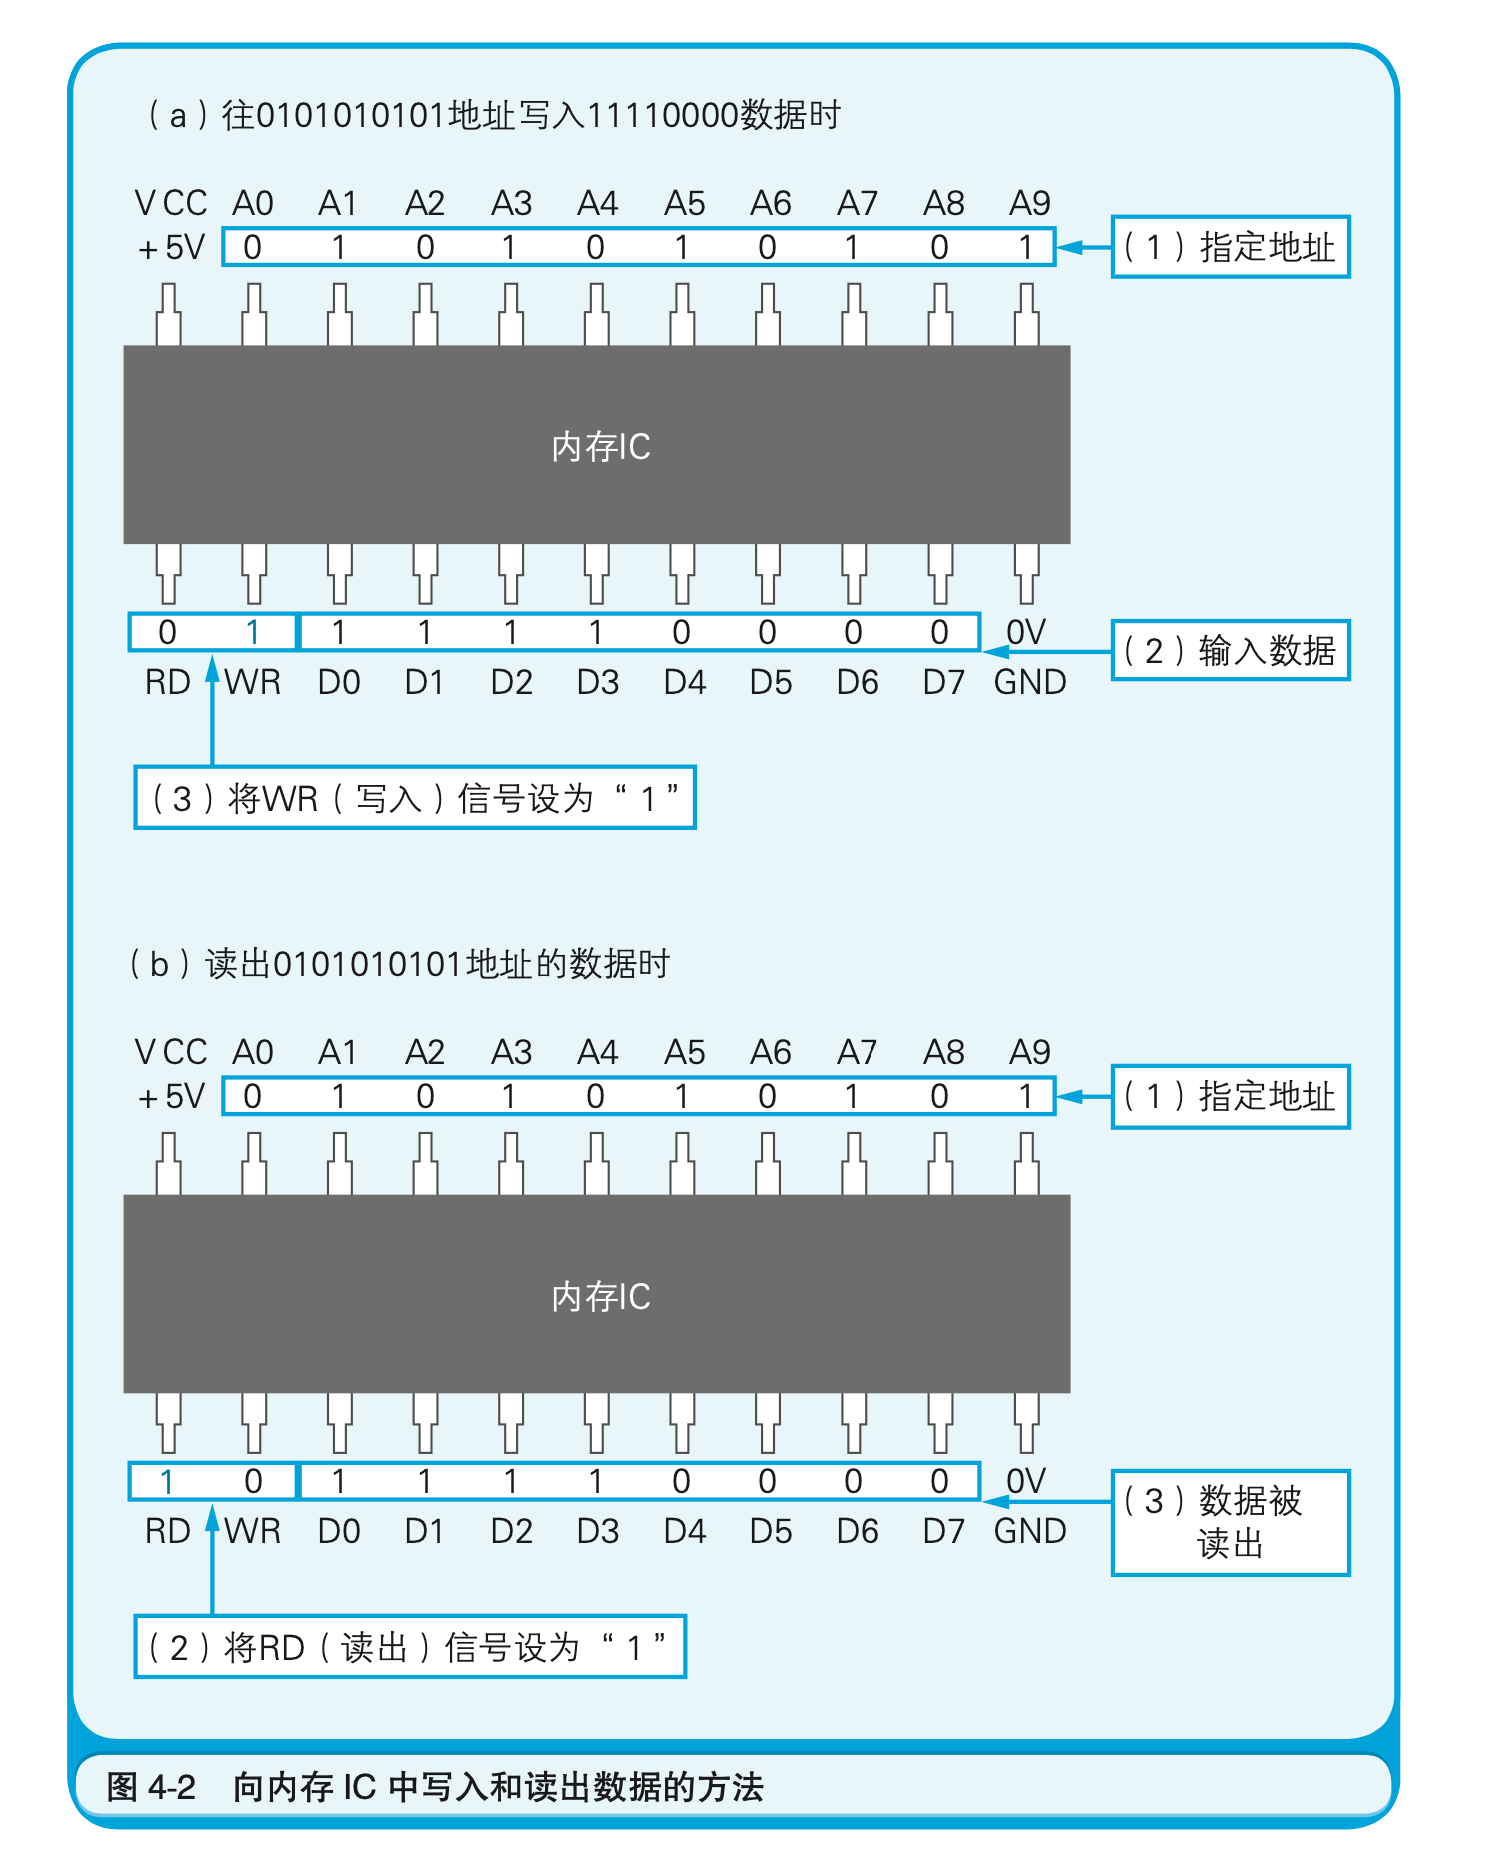 （a）往0101010101地址写入11110000数据时
VCC A0 A1 A2 A3 A4 A5 A6 A7 A8 A9
+5V 0 1 0 1 0 1 0 1 0 1
（1）指定地址
内存IC
0 1 1 1 1 1 0 0 0 0 0V
RD WR D0 D1 D2 D3 D4 D5 D6 D7 GND
（2）输入数据
（3）将WR（写入）信号设为“1”
（b）读出0101010101地址的数据时
VCC A0 A1 A2 A3 A4 A5 A6 A7 A8 A9
+5V 0 1 0 1 0 1 0 1 0 1
（1）指定地址
内存IC
1 0 1 1 1 1 0 0 0 0 0V
RD WR D0 D1 D2 D3 D4 D5 D6 D7 GND
（3）数据被
读出
（2）将RD（读出）信号设为“1”
图 4-2 向内存 IC 中写入和读出数据的方法